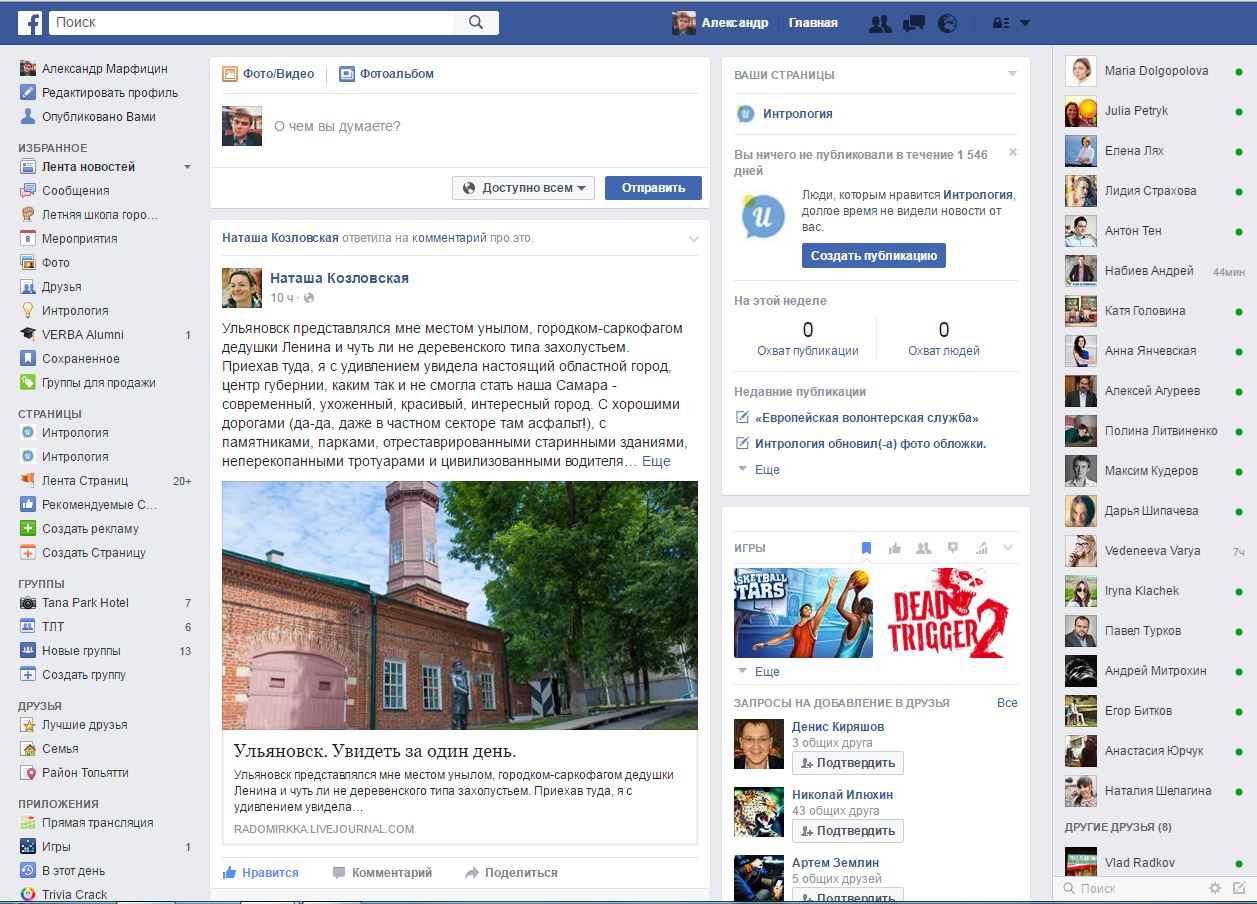 f
Поиск
Александр
Главная
Александр Марфицин
Редактировать профиль
Опубликовано Вами
ИЗБРАННОЕ
Лента новостей
Сообщения
Летняя школа горо...
Мероприятия
Фото
Друзья
Интрология
VERBA Alumni 1
Сохраненное
Группы для продажи
СТРАНИЦЫ
Интрология
Интрология
Лента Страниц 20+
Рекомендуемые С...
Создать рекламу
Создать Страницу
ГРУППЫ
Tana Park Hotel 7
ТЛТ 6
Новые группы 13
Создать группу
ДРУЗЬЯ
Лучшие друзья
Семья
Район Тольятти
ПРИЛОЖЕНИЯ
Прямая трансляция
Игры 1
В этот день
Trivia Crack
Фото/Видео
Фотоальбом
О чем вы думаете?
Доступно всем
Отправить
Наташа Козловская ответила на комментарий про это.
Наташа Козловская
10 ч ·
Ульяновск представлялся мне местом унылом, городком-саркофагом
дедушки Ленина и чуть ли не деревенского типа захолустьем.
Приехав туда, я с удивлением увидела настоящий областной город,
центр губернии, каким так и не смогла стать наша Самара -
современный, ухоженный, красивый, интересный город. С хорошими
дорогами (да-да, даже в частном секторе там асфальт!), с
памятниками, парками, отреставрированными старинными зданиями,
неперекопанными тротуарами и цивилизованными водителя... Еще
Ульяновск. Увидеть за один день.
Ульяновск представлялся мне местом унылом, городком-саркофагом дедушки
Ленина и чуть ли не деревенского типа захолустьем. Приехав туда, я с
удивлением увидела...
RADOMIRKKA.LIVEJOURNAL.COM
Нравится
Комментарий
Поделиться
ВАШИ СТРАНИЦЫ
Интрология
Вы ничего не публиковали в течение 1 546
дней
Люди, которым нравится Интрология,
долгое время не видели новости от
вас.
Создать публикацию
На этой неделе
0
Охват публикации
0
Охват людей
Недавние публикации
«Европейская волонтерская служба»
Интрология обновил(-а) фото обложки.
Еще
ИГРЫ
BASKETBALL
STARS
DEAD
TRIGGER 2
Еще
ЗАПРОСЫ НА ДОБАВЛЕНИЕ В ДРУЗЬЯ Все
Денис Киряшов
3 общих друга
Подтвердить
Николай Илюхин
43 общих друга
Подтвердить
Артем Землин
5 общих друзей
Подтвердить
Maria Dolgopolova
Julia Petryk
Елена Лях
Лидия Страхова
Антон Тен
Набиев Андрей 44мин
Катя Головина
Анна Янчевская
Алексей Агуреев
Полина Литвиненко
Максим Кудеров
Дарья Шипачева
Vedeneeva Varya 7ч
Iryna Klachek
Павел Турков
Андрей Митрохин
Егор Битков
Анастасия Юрчук
Наталия Шелагина
ДРУГИЕ ДРУЗЬЯ (8)
Vlad Radkov
Поиск